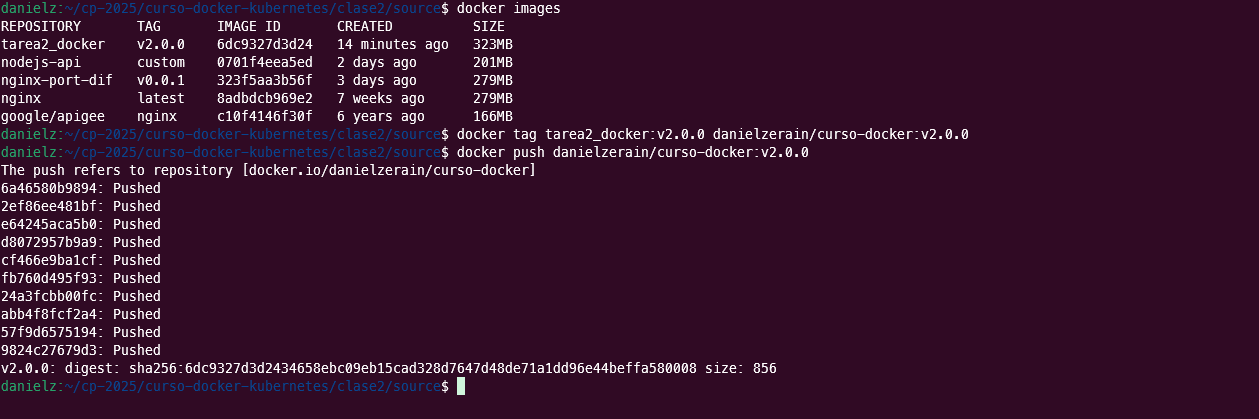 danielz:~/cp-2025/curso-docker-kubernetes/clase2/source$ docker images
REPOSITORY       TAG       IMAGE ID       CREATED          SIZE
tarea2_docker    v2.0.0    6dc9327d3d24   14 minutes ago   323MB
nodejs-api       custom    0701f4eea5ed   2 days ago       201MB
nginx-port-dif   v0.0.1    323f5aa3b56f   3 days ago       279MB
nginx            latest    8adbdcb969e2   7 weeks ago      279MB
google/apigee    nginx     c10f4146f30f   6 years ago      166MB
danielz:~/cp-2025/curso-docker-kubernetes/clase2/source$ docker tag tarea2_docker:v2.0.0 danielzerain/curso-docker:v2.0.0
danielz:~/cp-2025/curso-docker-kubernetes/clase2/source$ docker push danielzerain/curso-docker:v2.0.0
The push refers to repository [docker.io/danielzerain/curso-docker]
6a46580b9894: Pushed
2ef86ee481bf: Pushed
e64245aca5b0: Pushed
d8072957b9a9: Pushed
cf466e9ba1cf: Pushed
fb760d495f93: Pushed
24a3fcbb00fc: Pushed
abb4f8fcf2a4: Pushed
57f9d6575194: Pushed
9824c27679d3: Pushed
v2.0.0: digest: sha256:6dc9327d3d2434658ebc09eb15cad328d7647d48de71a1dd96e44beffa580008 size: 856
danielz:~/cp-2025/curso-docker-kubernetes/clase2/source$